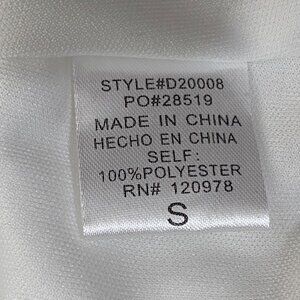 STYLE#D20008
PO#28519
MADE IN CHINA
HECHO EN CHINA
SELF:
100%POLYESTER
RN# 120978
S